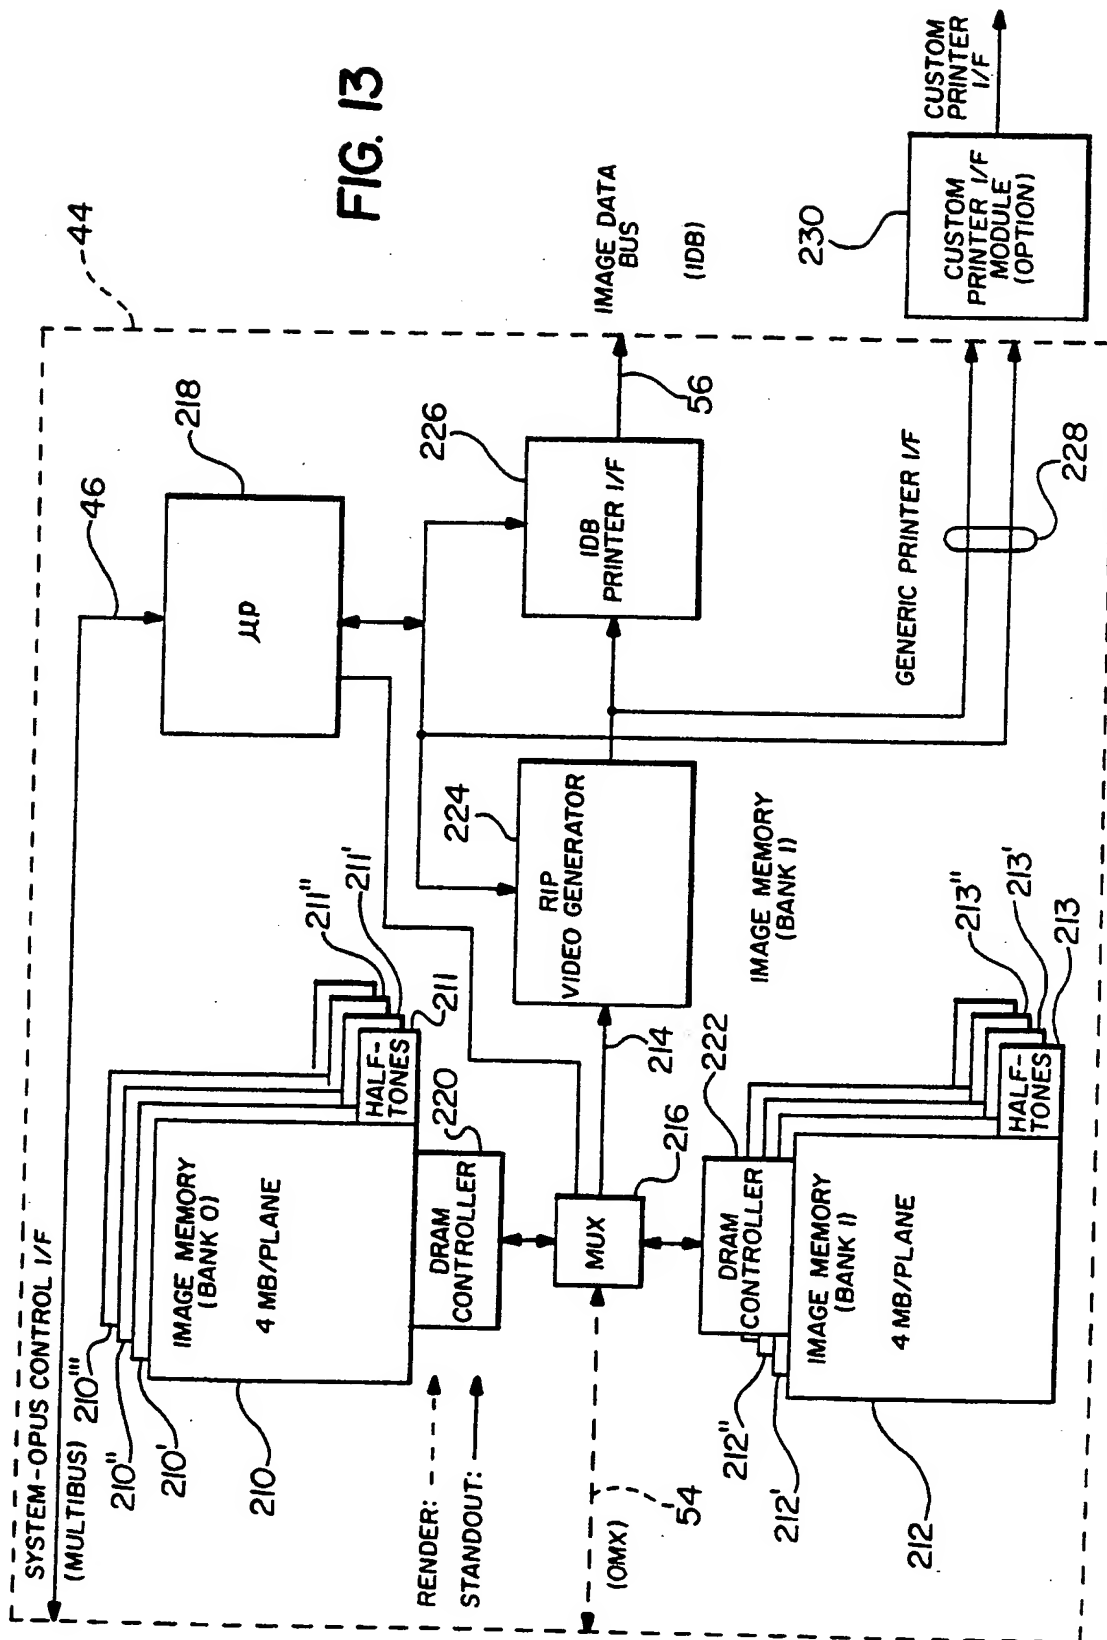 FIG. 13
44
SYSTEM-OPUS CONTROL I/F
(MULTIBUS)
46
218
µP
210'''
210''
210'
210
IMAGE MEMORY
(BANK 0)
4 MB/PLANE
HALF-
TONES
211''
211'
211
220
DRAM
CONTROLLER
RENDER:
STANDOUT:
(OMX)
54
MUX
216
214
224
RIP
VIDEO GENERATOR
226
IDB
PRINTER I/F
56
IMAGE DATA
BUS
(IDB)
GENERIC PRINTER I/F
228
230
CUSTOM
PRINTER I/F
MODULE
(OPTION)
CUSTOM
PRINTER
I/F
IMAGE MEMORY
(BANK 1)
222
DRAM
CONTROLLER
IMAGE MEMORY
(BANK 1)
4 MB/PLANE
HALF-
TONES
213''
213'
213
212''
212'
212